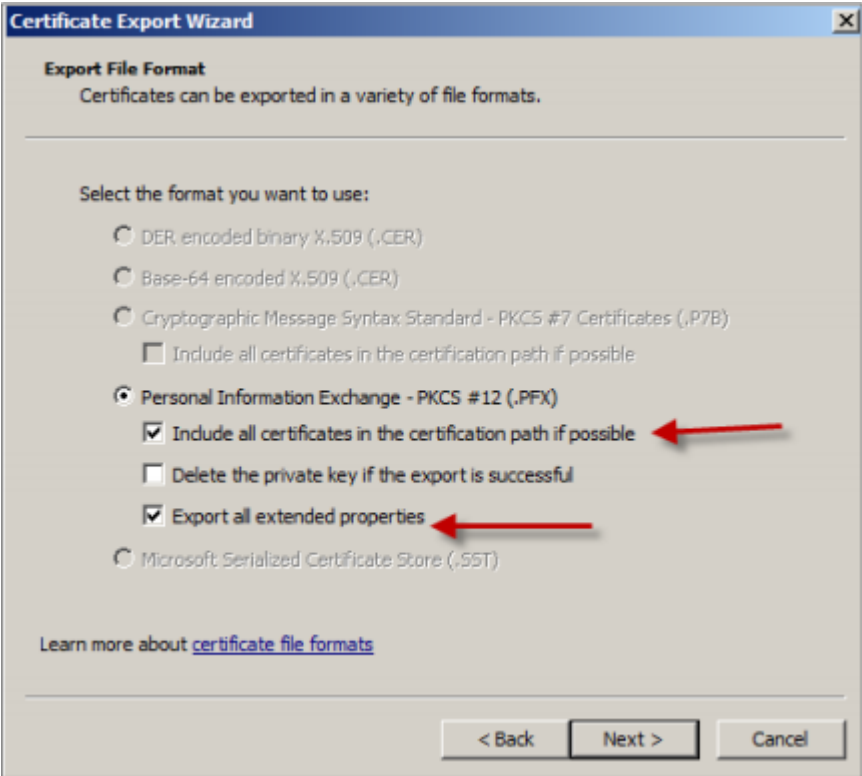 Certificate Export Wizard
Export File Format
Certificates can be exported in a variety of file formats.
Select the format you want to use:
DER encoded binary X.509 (.CER)
Base-64 encoded X.509 (.CER)
Cryptographic Message Syntax Standard - PKCS #7 Certificates (.P7B)
Include all certificates in the certification path if possible
Personal Information Exchange - PKCS #12 (.PFX)
Include all certificates in the certification path if possible
Delete the private key if the export is successful
Export all extended properties
Microsoft Serialized Certificate Store (.SST)
Learn more about certificate file formats
< Back Next > Cancel